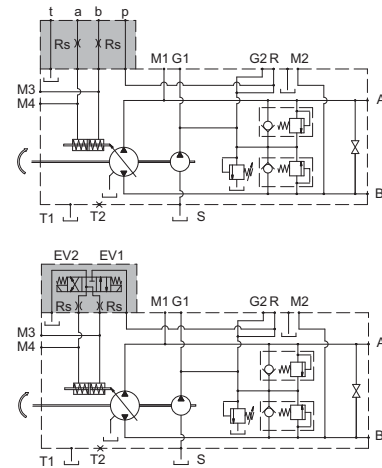 t a b p
Rs Rs
M1 G1 G2 R M2
M3
M4
A
B
T1 T2 S
EV2 EV1
Rs Rs
M1 G1 G2 R M2
M3
M4
A
B
T1 T2 S